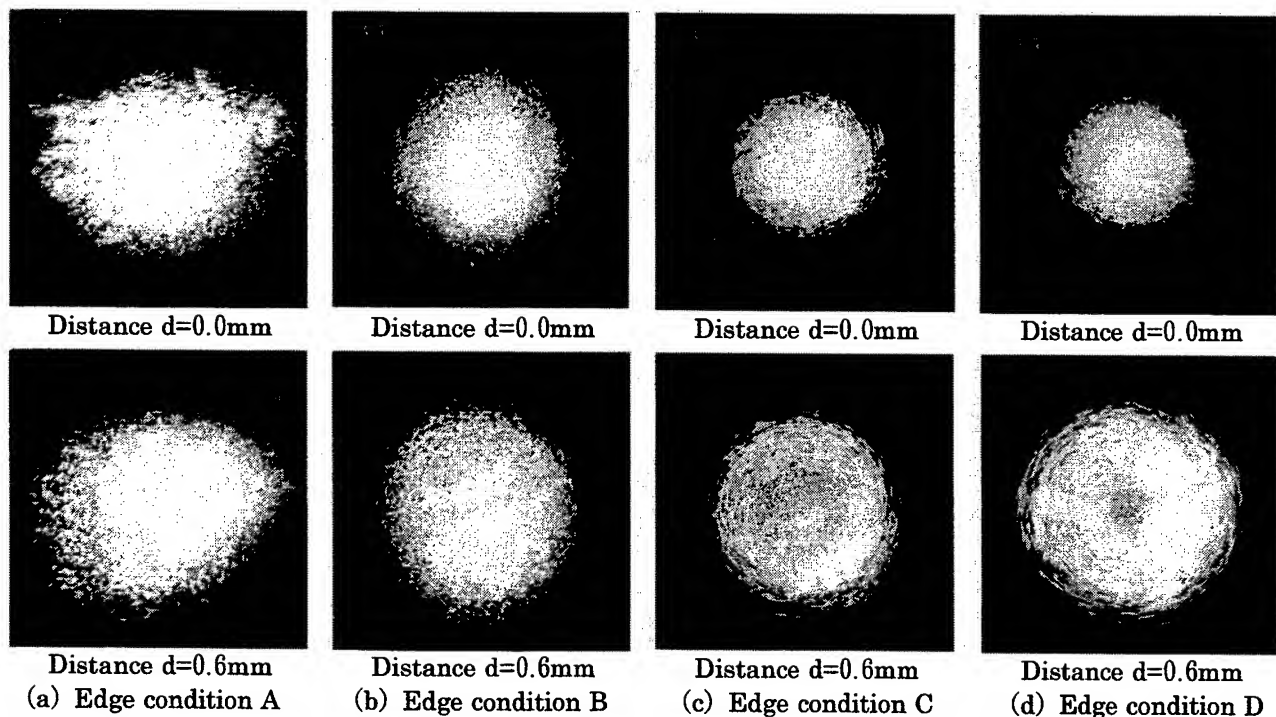 Distance d=0.0mm Distance d=0.0mm Distance d=0.0mm Distance d=0.0mm
Distance d=0.6mm Distance d=0.6mm Distance d=0.6mm Distance d=0.6mm
(a) Edge condition A (b) Edge condition B (c) Edge condition C (d) Edge condition D